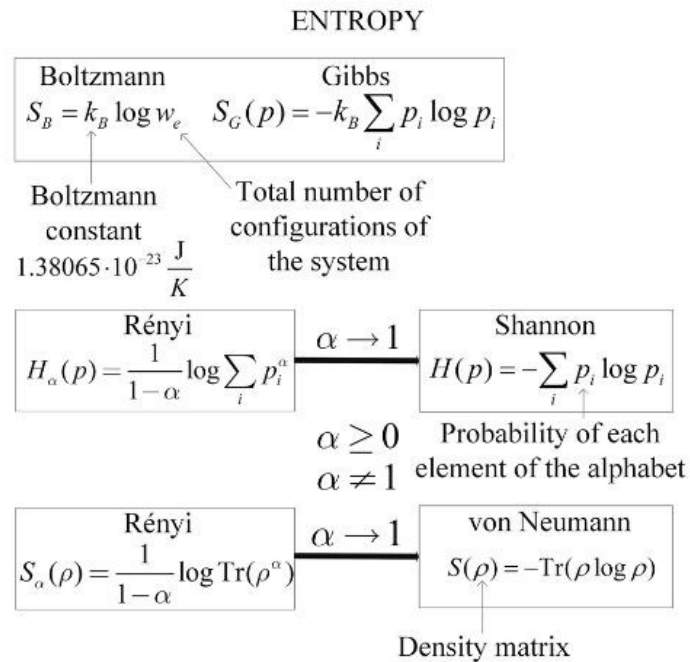 ENTROPY
Boltzmann Gibbs
S_B = k_B log w_e S_G(p) = −k_B ∑_i p_i log p_i
Boltzmann
constant
1.38065·10^−23 J/K
Total number of
configurations of
the system
Rényi
H_α(p) = 1/(1−α) log ∑_i p_i^α
α → 1
Shannon
H(p) = −∑_i p_i log p_i
α ≥ 0
α ≠ 1
Probability of each
element of the alphabet
Rényi
S_α(ρ) = 1/(1−α) log Tr(ρ^α)
α → 1
von Neumann
S(ρ) = −Tr(ρ log ρ)
Density matrix